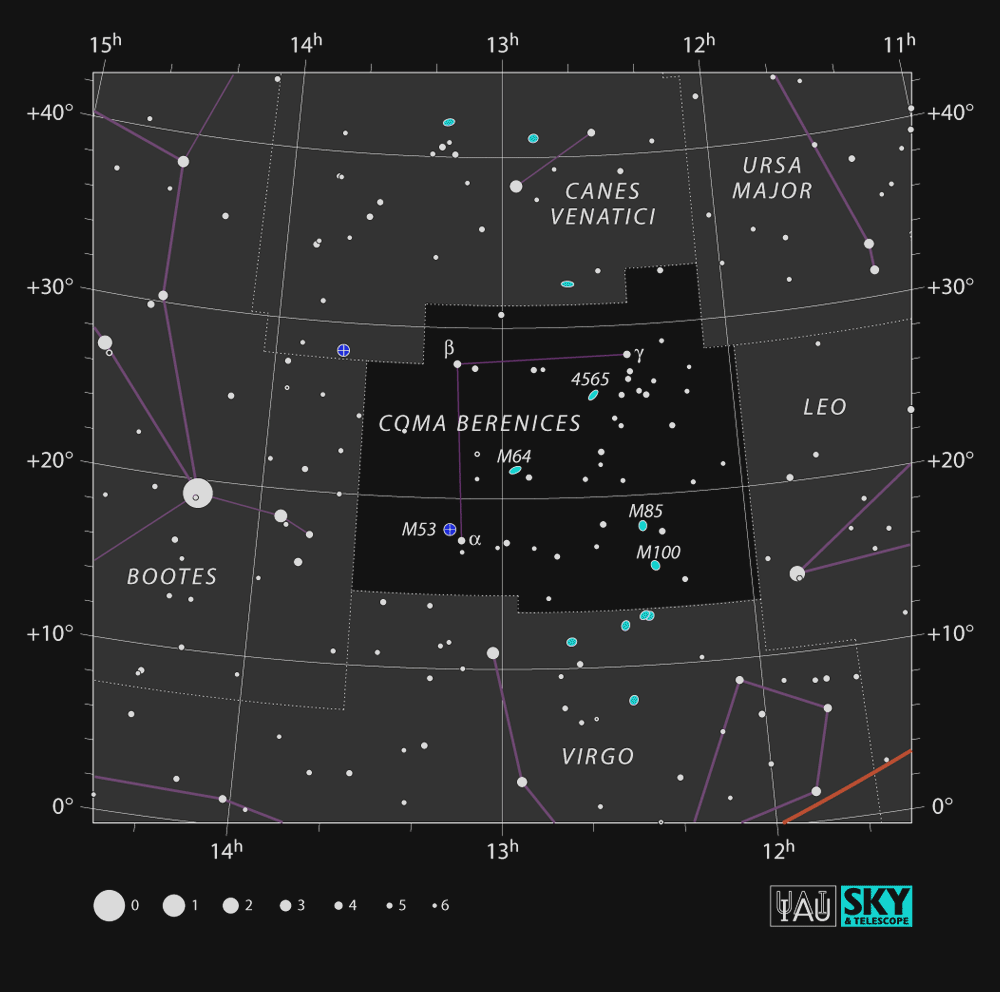 15h 14h 13h 12h 11h
+40° +40°
URSA
MAJOR
CANES
VENATICI
+30° +30°
β γ
4565
LEO
COMA BERENICES
M64
+20° +20°
M85
M53 α
M100
BOOTES
+10° +10°
VIRGO
0° 0°
14h 13h 12h
0 1 2 3 4 5 6
IAU SKY
& TELESCOPE